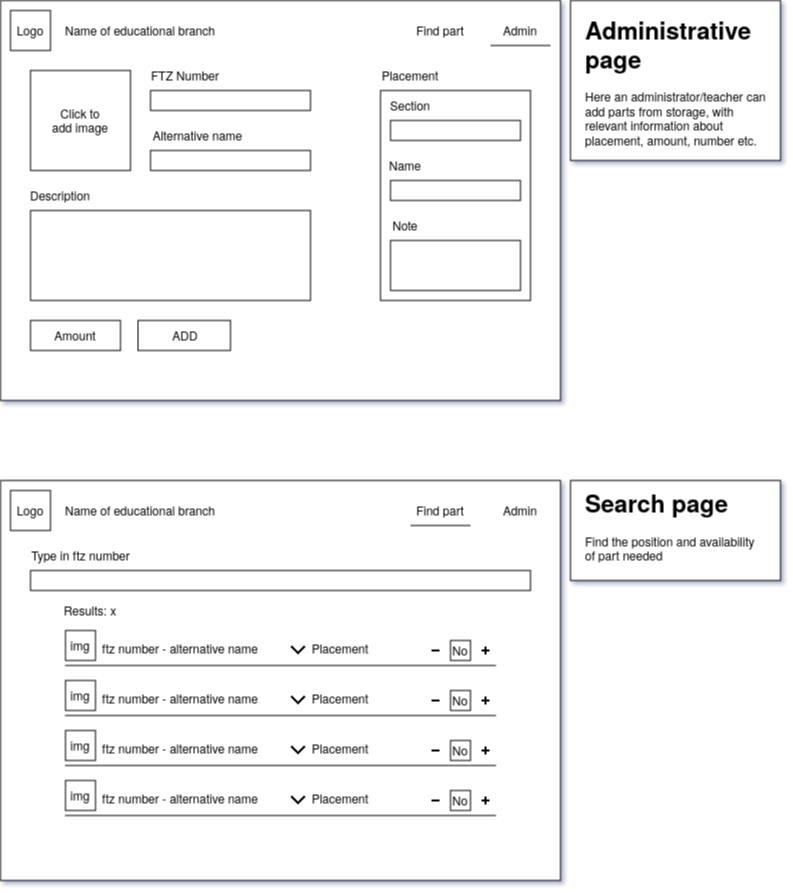 Logo
Name of educational branch
Find part
Admin
Click to
add image
FTZ Number
Alternative name
Description
Amount
ADD
Placement
Section
Name
Note
Administrative
page
Here an administrator/teacher can
add parts from storage, with
relevant information about
placement, amount, number etc.
Logo
Name of educational branch
Find part
Admin
Type in ftz number
Results: x
img ftz number - alternative name Placement − No +
img ftz number - alternative name Placement − No +
img ftz number - alternative name Placement − No +
img ftz number - alternative name Placement − No +
Search page
Find the position and availability
of part needed